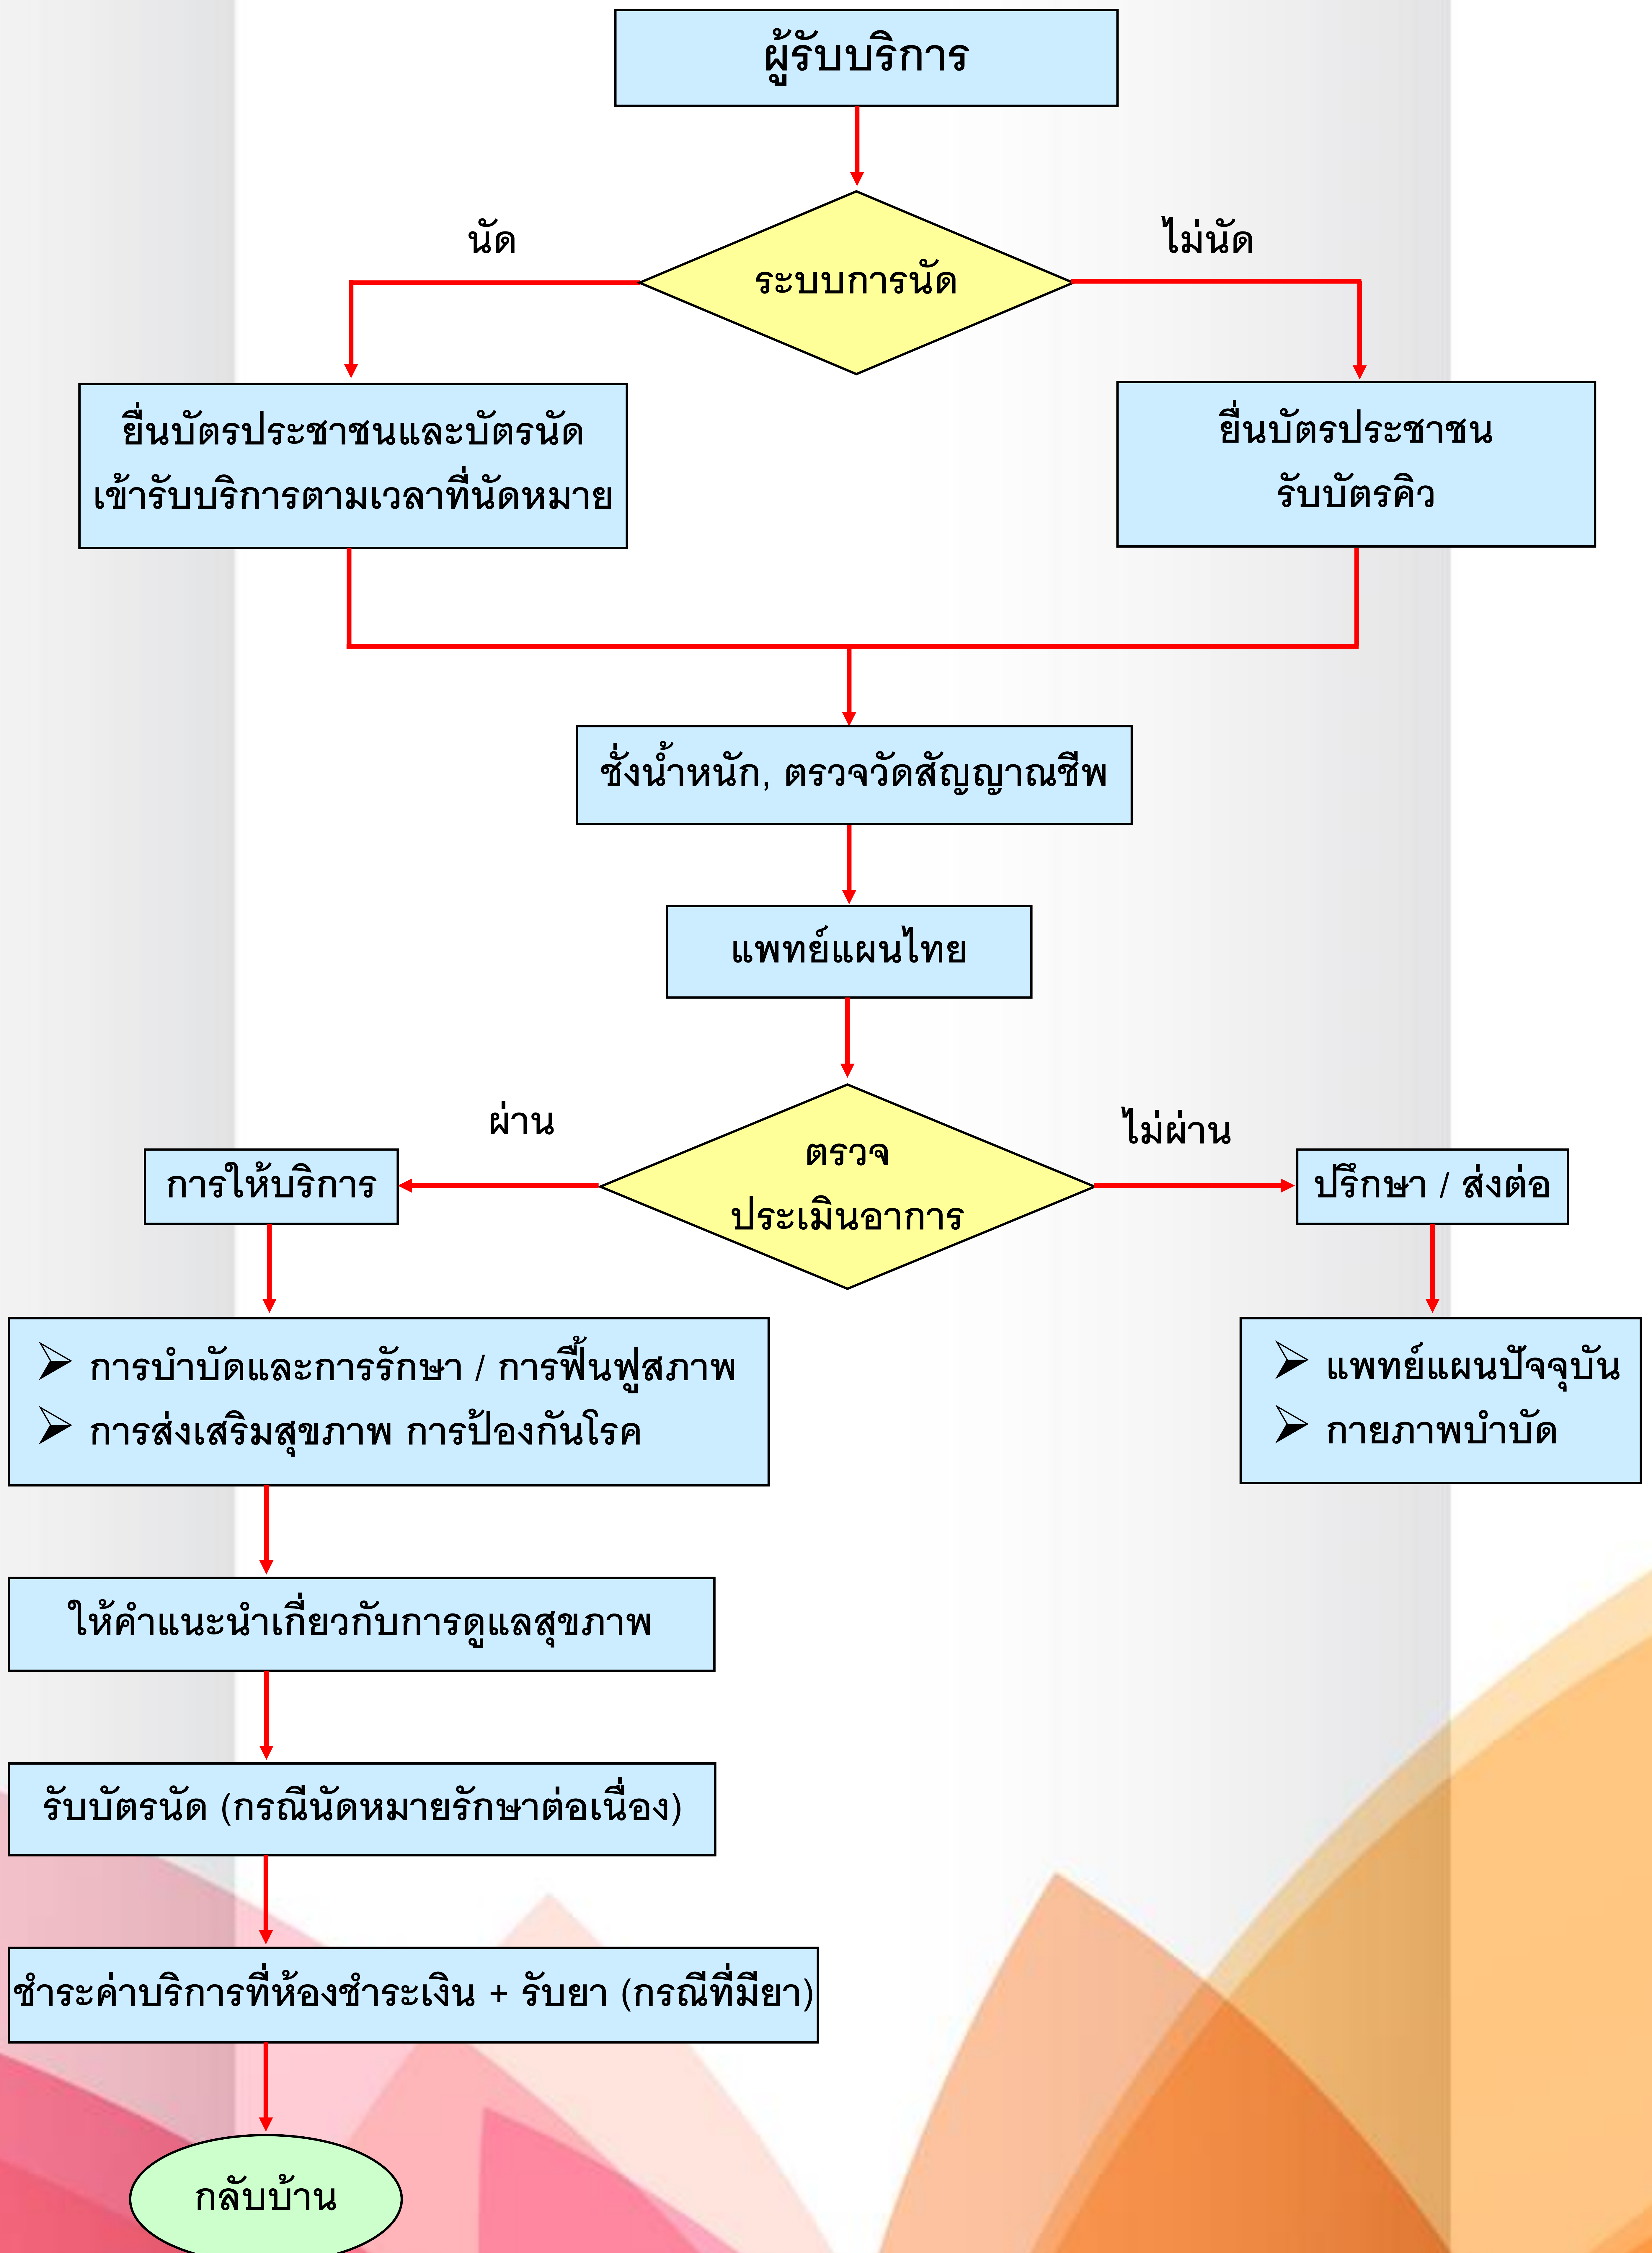 ผู้รับบริการ
นัด
ไม่นัด
ระบบการนัด
ยื่นบัตรประชาชนและบัตรนัด
เข้ารับบริการตามเวลาที่นัดหมาย
ยื่นบัตรประชาชน
รับบัตรคิว
ชั่งน้ำหนัก, ตรวจวัดสัญญาณชีพ
แพทย์แผนไทย
ผ่าน
ไม่ผ่าน
ตรวจ
ประเมินอาการ
การให้บริการ
ปรึกษา / ส่งต่อ
➢ การบำบัดและการรักษา / การฟื้นฟูสภาพ
➢ การส่งเสริมสุขภาพ การป้องกันโรค
➢ แพทย์แผนปัจจุบัน
➢ กายภาพบำบัด
ให้คำแนะนำเกี่ยวกับการดูแลสุขภาพ
รับบัตรนัด (กรณีนัดหมายรักษาต่อเนื่อง)
ชำระค่าบริการที่ห้องชำระเงิน + รับยา (กรณีที่มียา)
กลับบ้าน